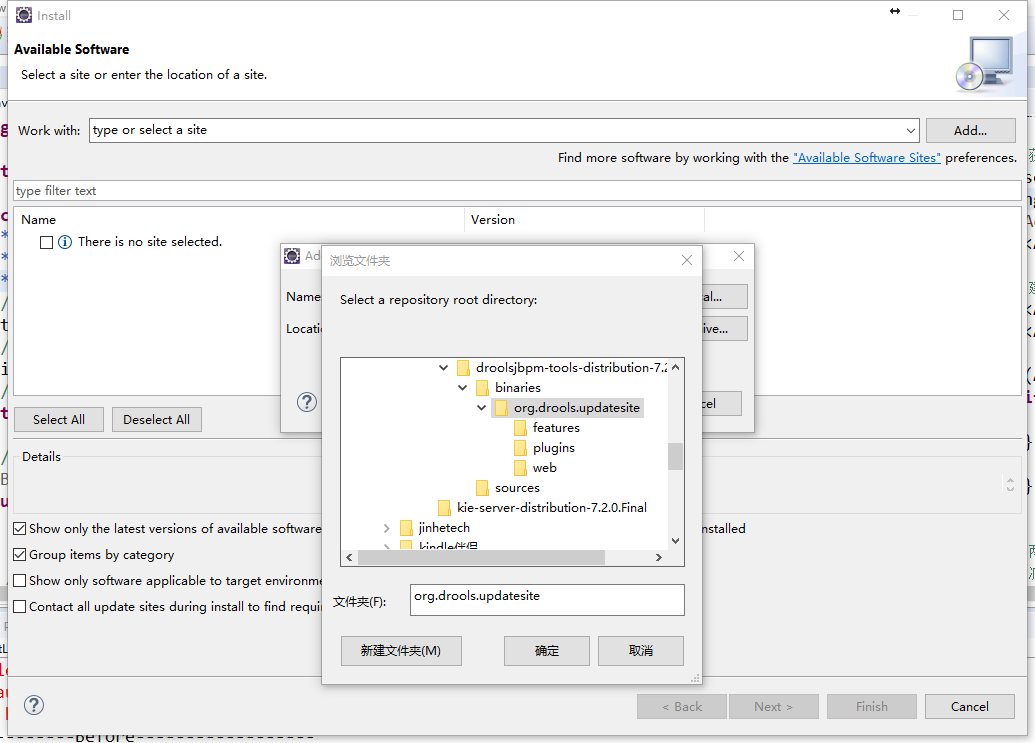 Install
Available Software
Select a site or enter the location of a site.
Work with: type or select a site Add...
Find more software by working with the "Available Software Sites" preferences.
type filter text
Name Version
There is no site selected.
Ad
浏览文件夹
Name
Select a repository root directory:
al...
Locatio
ive...
droolsjbpm-tools-distribution-7.2
binaries
org.drools.updatesite
features
plugins
web
sources
kie-server-distribution-7.2.0.Final
jinhetech
kindle伴侣
cel
Select All Deselect All
Details
Show only the latest versions of available software
nstalled
Group items by category
Show only software applicable to target environme
Contact all update sites during install to find requi
文件夹(F): org.drools.updatesite
新建文件夹(M) 确定 取消
< Back Next > Finish Cancel
Before